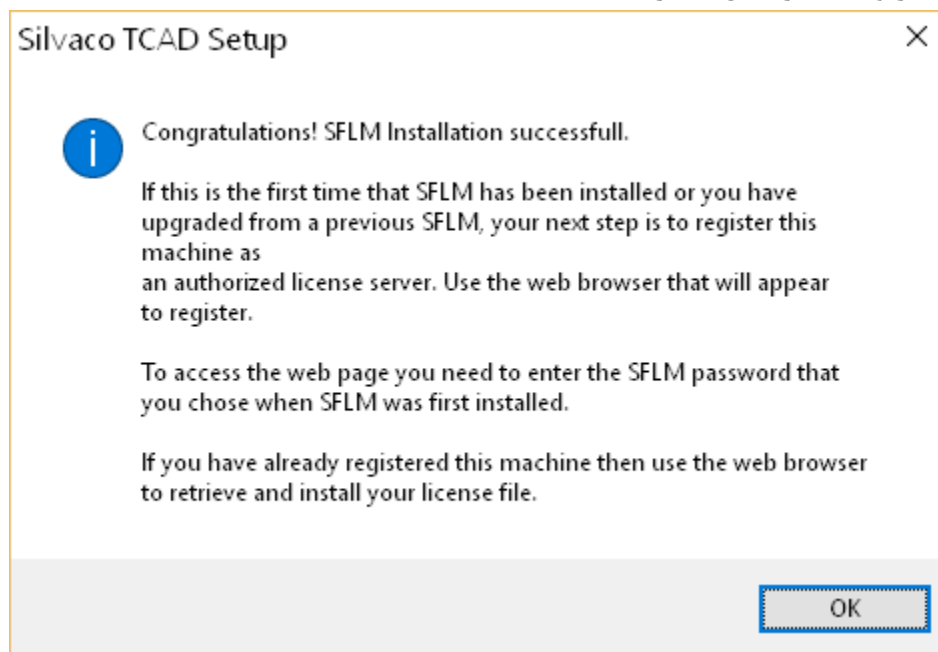 Silvaco TCAD Setup
Congratulations! SFLM Installation successfull.
If this is the first time that SFLM has been installed or you have
upgraded from a previous SFLM, your next step is to register this
machine as
an authorized license server. Use the web browser that will appear
to register.
To access the web page you need to enter the SFLM password that
you chose when SFLM was first installed.
If you have already registered this machine then use the web browser
to retrieve and install your license file.
OK